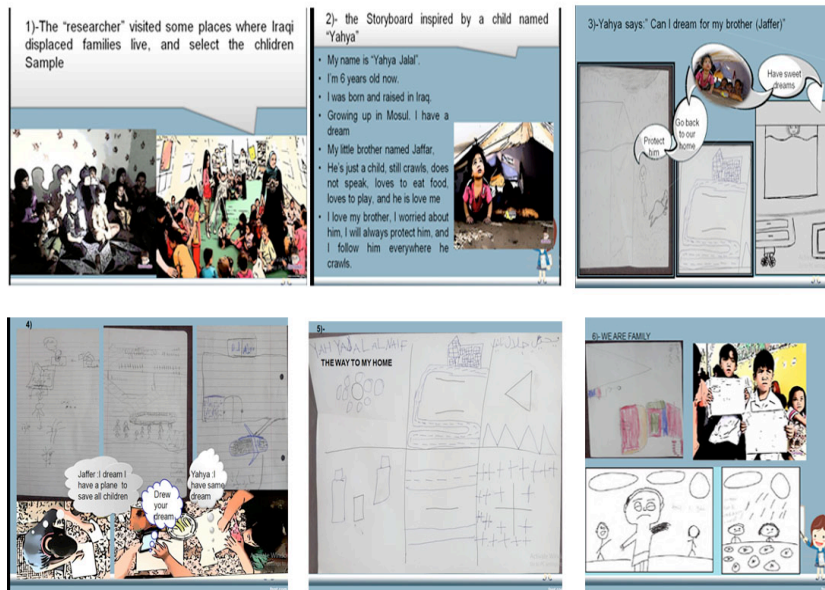 1)-The “researcher” visited some places where Iraqi
displaced families live, and select the chlidren
Sample
2)- the Storyboard inspired by a child named
“Yahya”
• My name is “Yahya Jalal”.
• I'm 6 years old now.
• I was born and raised in Iraq.
• Growing up in Mosul. I have a
dream
• My little brother named Jaffar,
• He's just a child, still crawls, does
not speak, loves to eat food,
loves to play, and he is love me
• I love my brother, I worried about
him, I will always protect him, and
I follow him everywhere he
crawls.
3)-Yahya says:” Can I dream for my brother (Jaffer)”
Have sweet
dreams
Go back
to our
home
Protect
him
4)
Jaffer :I dream I
have a plane to
save all children
Drew
your
dream
Yahya :I
have same
dream
5)-
YAHYA JALAL NAIF
THE WAY TO MY HOME
6)- WE ARE FAMILY